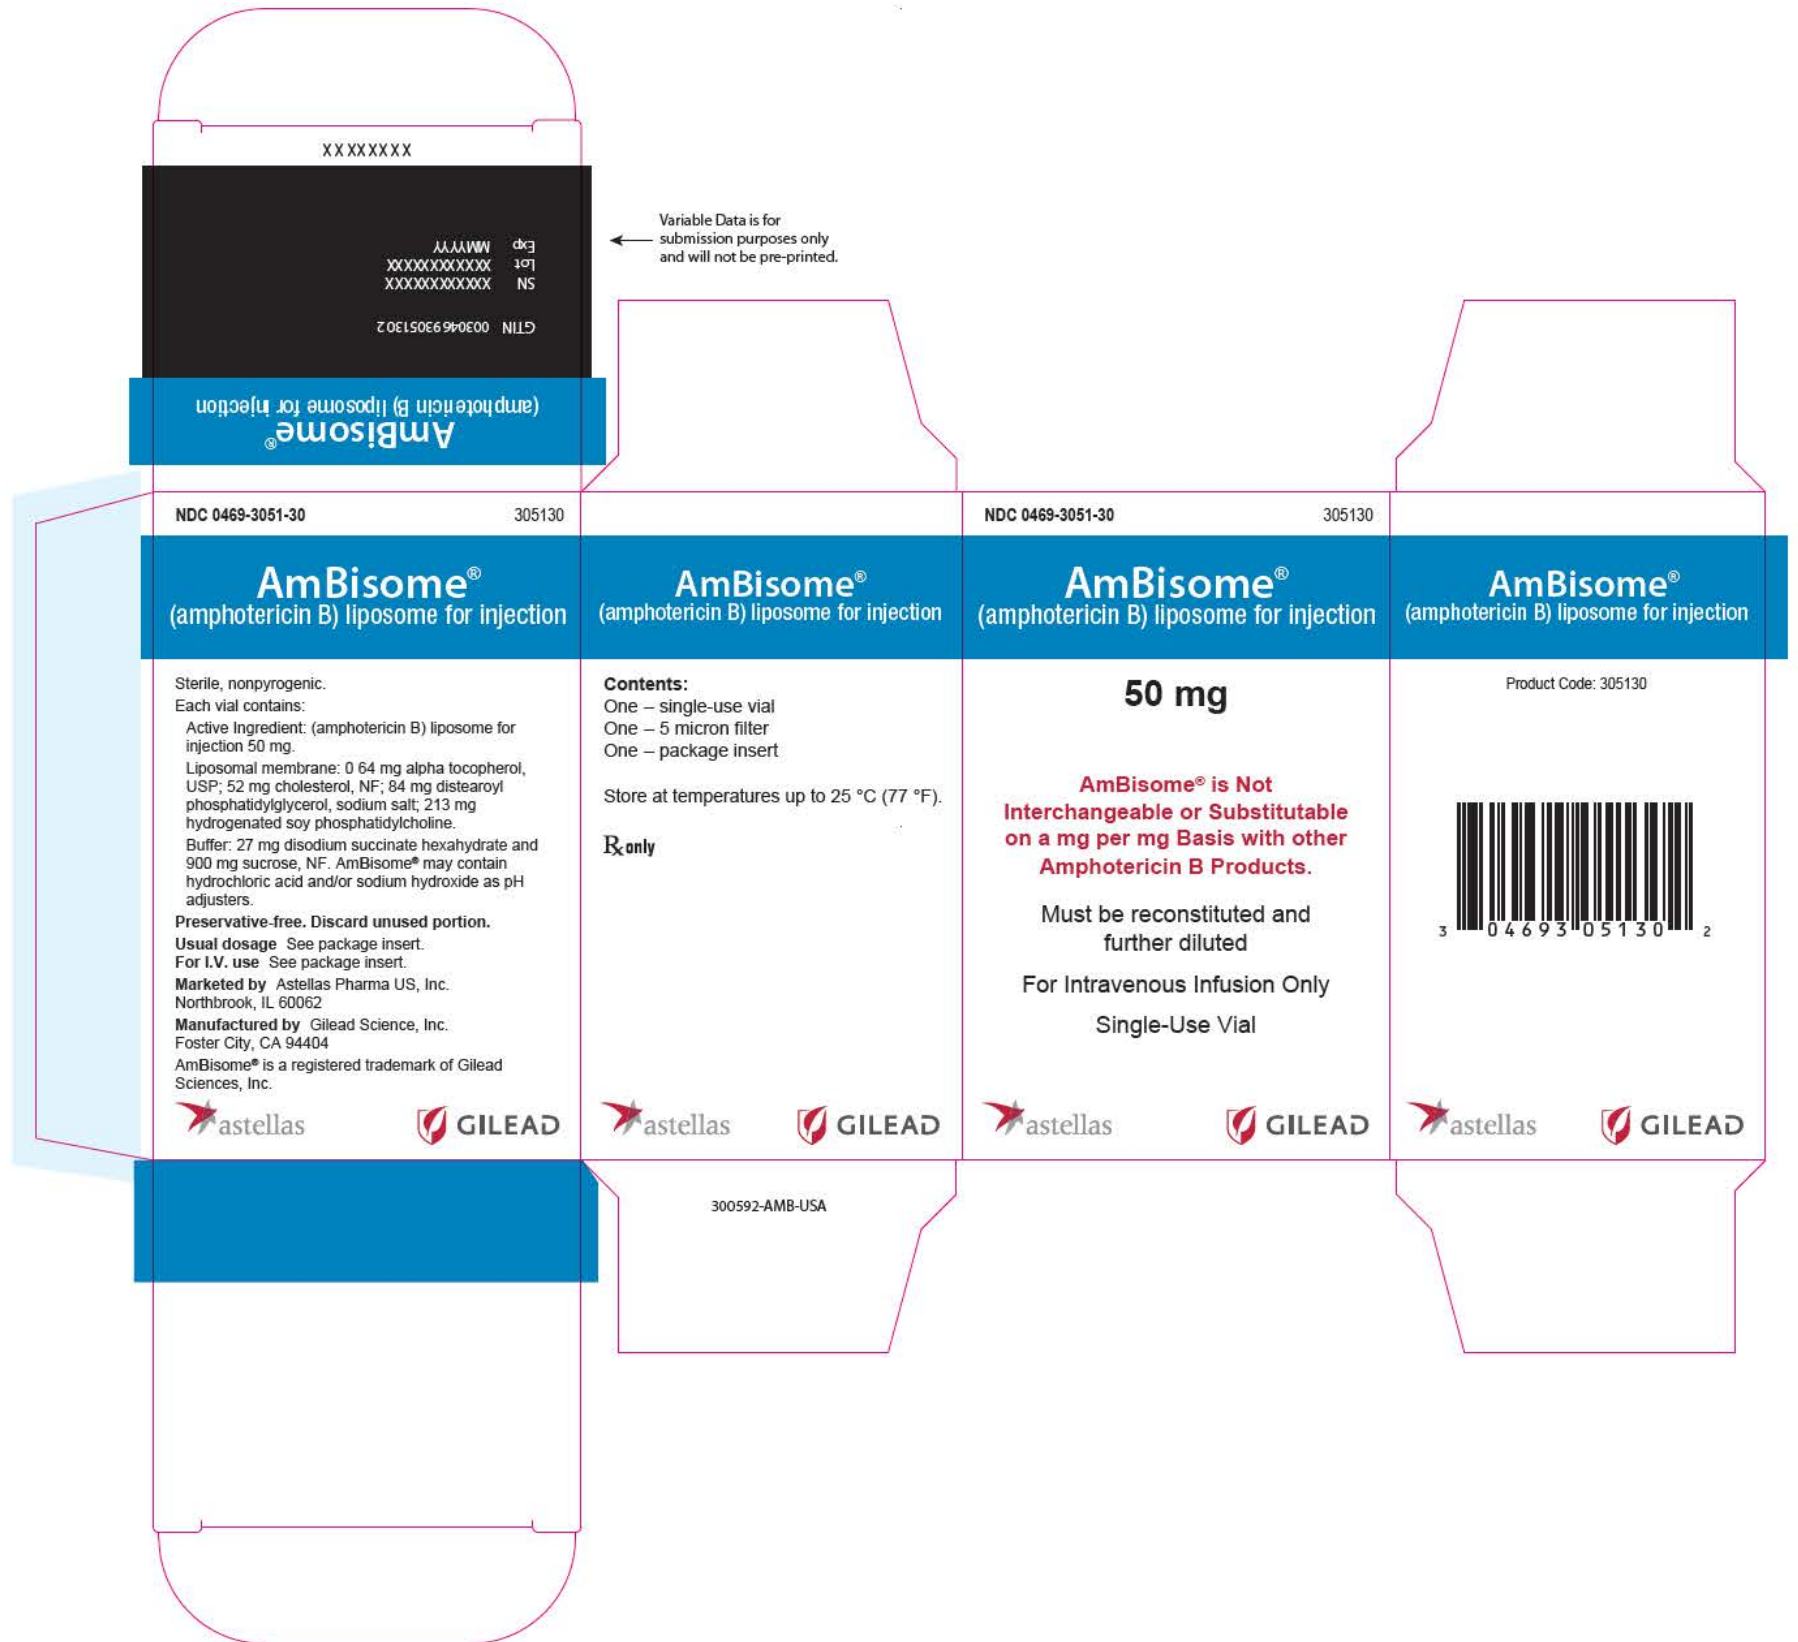 XXXXXXXX
Variable Data is for
submission purposes only
and will not be pre-printed.
AmBisome®
(amphotericin B) liposome for injection
GTIN 00304693051302
SN XXXXXXXXXXXX
Lot XXXXXXXXXXXX
Exp MMYYYY
NDC 0469-3051-30 305130
AmBisome®
(amphotericin B) liposome for injection
Sterile, nonpyrogenic.
Each vial contains:
Active Ingredient: (amphotericin B) liposome for
injection 50 mg.
Liposomal membrane: 0 64 mg alpha tocopherol,
USP; 52 mg cholesterol, NF; 84 mg distearoyl
phosphatidylglycerol, sodium salt; 213 mg
hydrogenated soy phosphatidylcholine.
Buffer: 27 mg disodium succinate hexahydrate and
900 mg sucrose, NF. AmBisome® may contain
hydrochloric acid and/or sodium hydroxide as pH
adjusters.
Preservative-free. Discard unused portion.
Usual dosage See package insert.
For I.V. use See package insert.
Marketed by Astellas Pharma US, Inc.
Northbrook, IL 60062
Manufactured by Gilead Science, Inc.
Foster City, CA 94404
AmBisome® is a registered trademark of Gilead
Sciences, Inc.
astellas GILEAD
AmBisome®
(amphotericin B) liposome for injection
Contents:
One – single-use vial
One – 5 micron filter
One – package insert
Store at temperatures up to 25 °C (77 °F).
℞ only
astellas GILEAD
300592-AMB-USA
NDC 0469-3051-30 305130
AmBisome®
(amphotericin B) liposome for injection
50 mg
AmBisome® is Not
Interchangeable or Substitutable
on a mg per mg Basis with other
Amphotericin B Products.
Must be reconstituted and
further diluted
For Intravenous Infusion Only
Single-Use Vial
astellas GILEAD
AmBisome®
(amphotericin B) liposome for injection
Product Code: 305130
3 04693 05130 2
astellas GILEAD